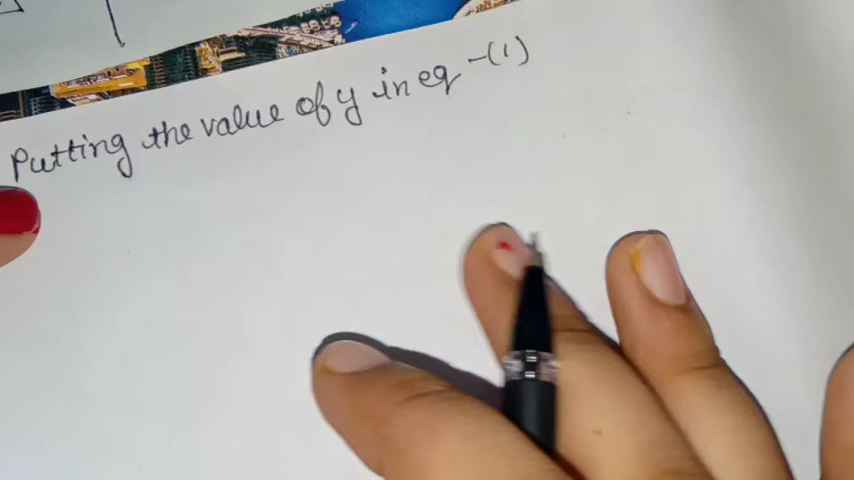 Putting the value of y in eq -(1)